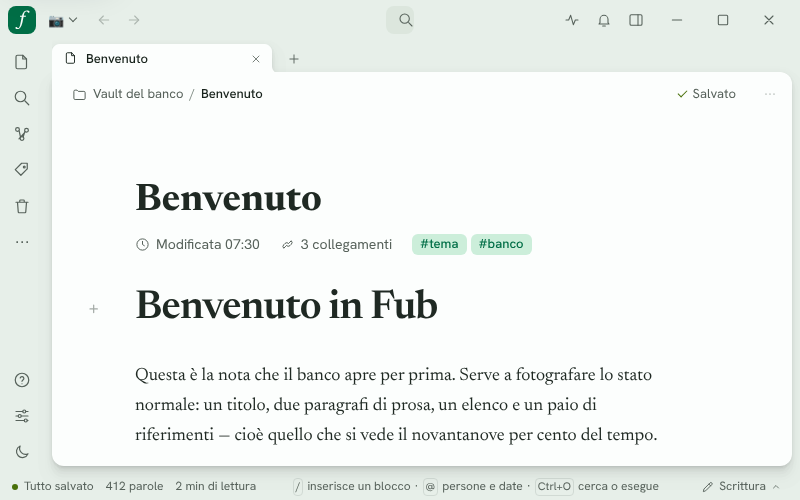 f
Benvenuto
Vault del banco / Benvenuto
Salvato
Benvenuto
Modificata 07:30 3 collegamenti #tema #banco
Benvenuto in Fub
Questa è la nota che il banco apre per prima. Serve a fotografare lo stato
normale: un titolo, due paragrafi di prosa, un elenco e un paio di
riferimenti — cioè quello che si vede il novantanove per cento del tempo.
Tutto salvato 412 parole 2 min di lettura / inserisce un blocco · @ persone e date · Ctrl+O cerca o esegue Scrittura